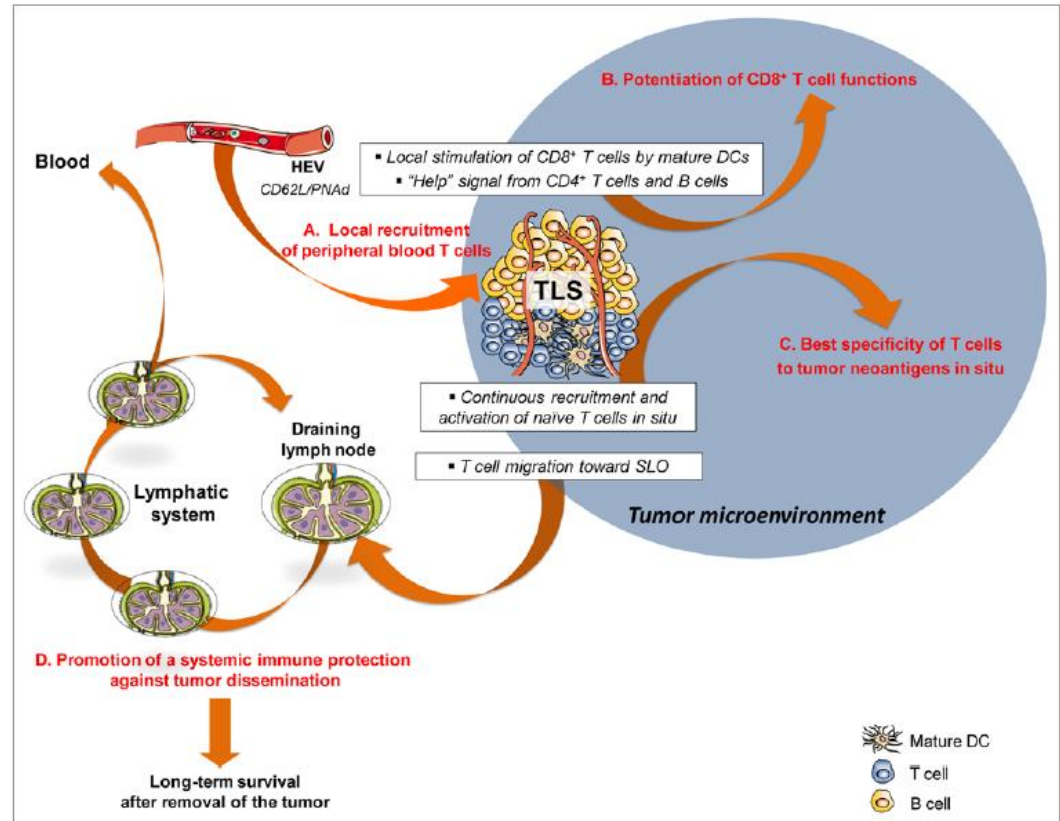 B. Potentiation of CD8⁺ T cell functions
Blood
HEV
CD62L/PNAd
▪ Local stimulation of CD8⁺ T cells by mature DCs
▪ “Help” signal from CD4⁺ T cells and B cells
A. Local recruitment
of peripheral blood T cells
TLS
C. Best specificity of T cells
to tumor neoantigens in situ
▪ Continuous recruitment and
activation of naïve T cells in situ
Draining
lymph node
▪ T cell migration toward SLO
Lymphatic
system
Tumor microenvironment
D. Promotion of a systemic immune protection
against tumor dissemination
Long-term survival
after removal of the tumor
Mature DC
T cell
B cell